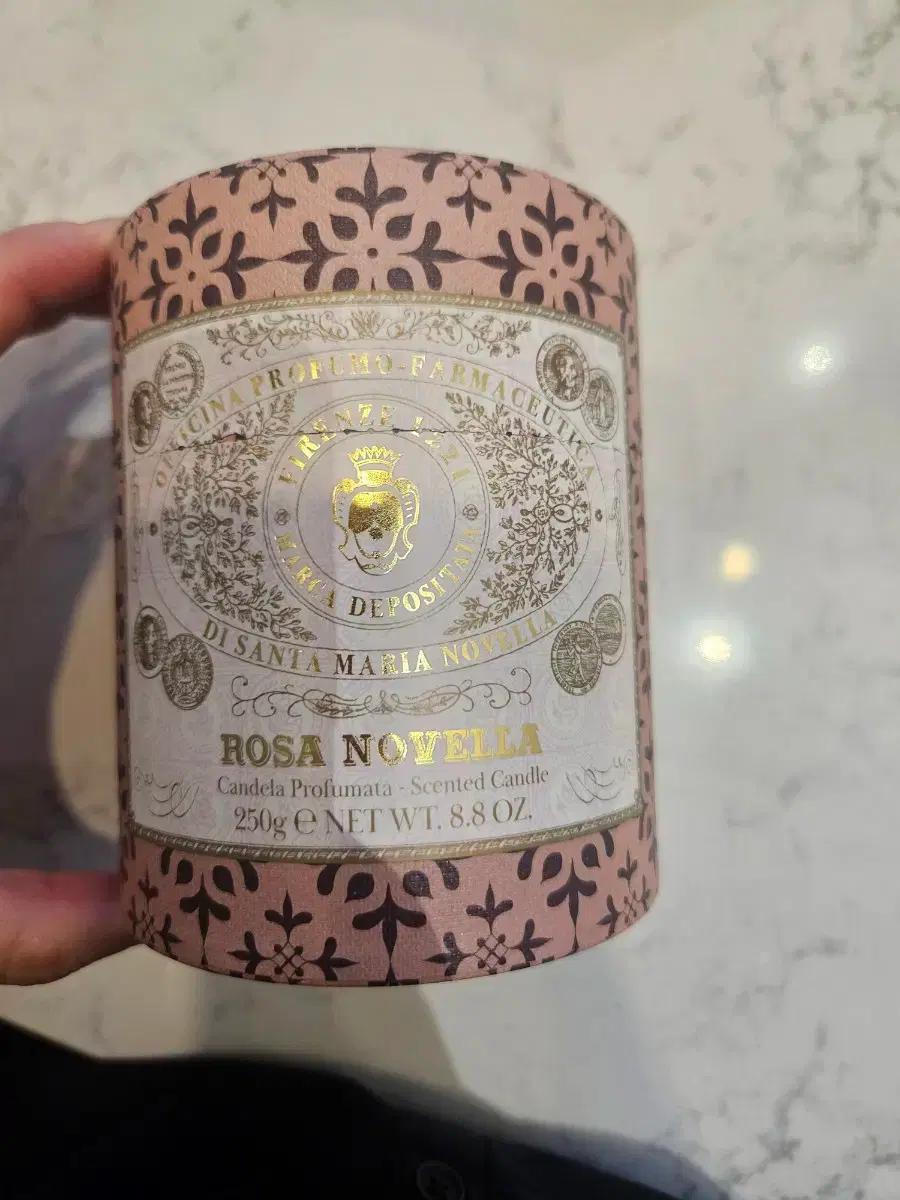 OFFICINA PROFUMO-FARMACEUTICA
FIRENZE 1221
MARCA DEPOSITATA
DI SANTA MARIA NOVELLA
ROSA NOVELLA
Candela Profumata - Scented Candle
250g ℮ NET WT. 8.8 OZ.